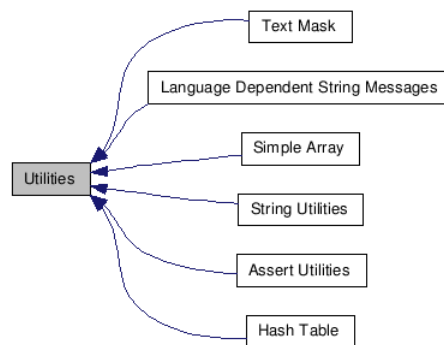 Text Mask
Language Dependent String Messages
Simple Array
Utilities
String Utilities
Assert Utilities
Hash Table